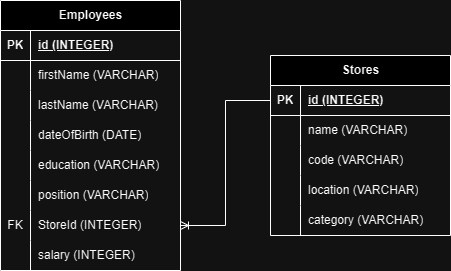 Employees
PK id (INTEGER)
firstName (VARCHAR)
lastName (VARCHAR)
dateOfBirth (DATE)
education (VARCHAR)
position (VARCHAR)
FK StoreId (INTEGER)
salary (INTEGER)
Stores
PK id (INTEGER)
name (VARCHAR)
code (VARCHAR)
location (VARCHAR)
category (VARCHAR)